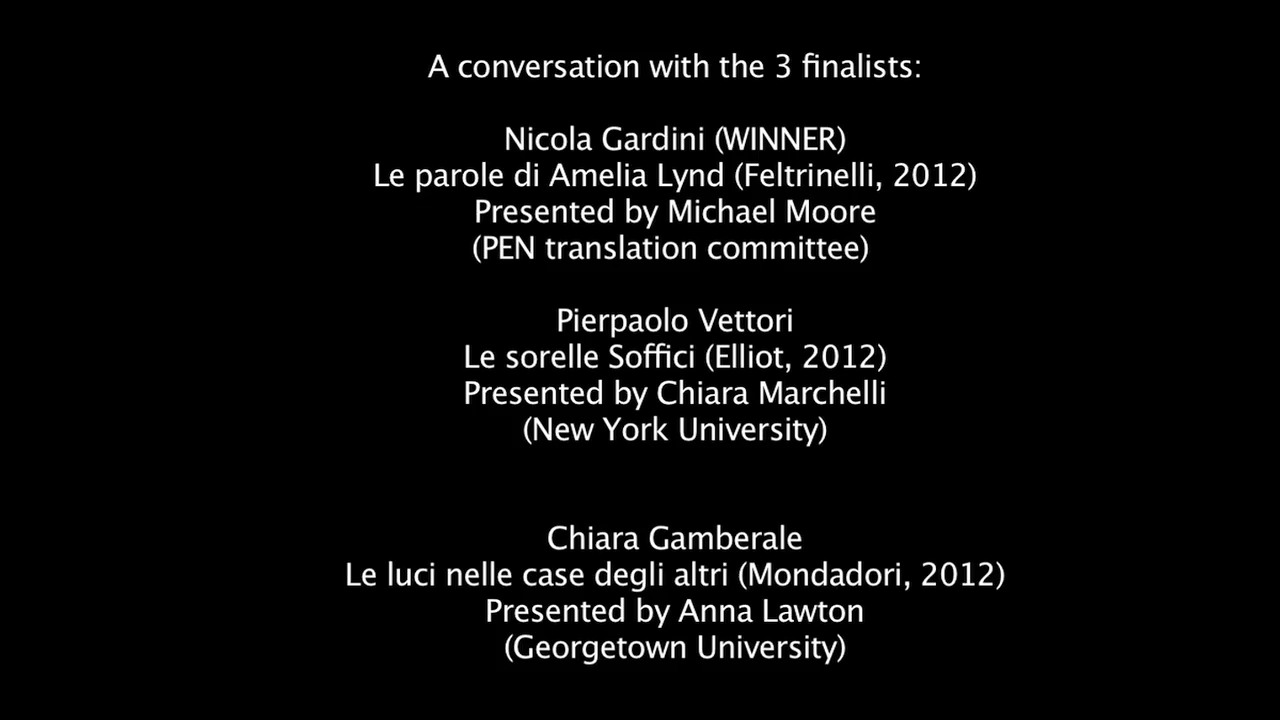 A conversation with the 3 finalists:
Nicola Gardini (WINNER)
Le parole di Amelia Lynd (Feltrinelli, 2012)
Presented by Michael Moore
(PEN translation committee)
Pierpaolo Vettori
Le sorelle Soffici (Elliot, 2012)
Presented by Chiara Marchelli
(New York University)
Chiara Gamberale
Le luci nelle case degli altri (Mondadori, 2012)
Presented by Anna Lawton
(Georgetown University)